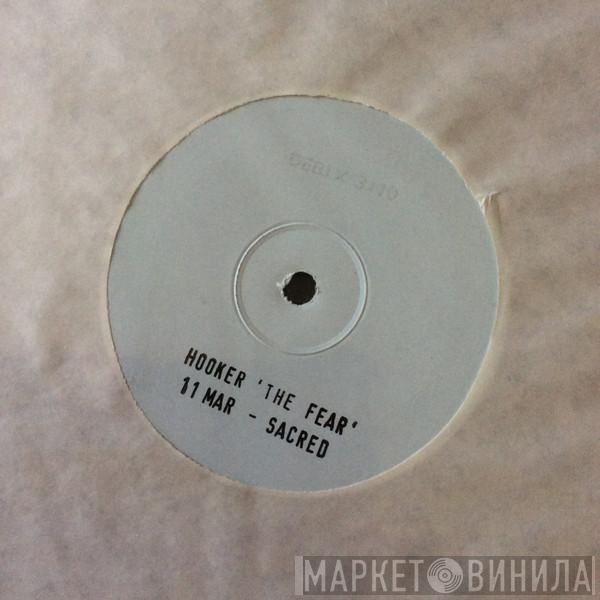 HOOKER 'THE FEAR'
11 MAR - SACRED
МАРКЕТ ВИНИЛА